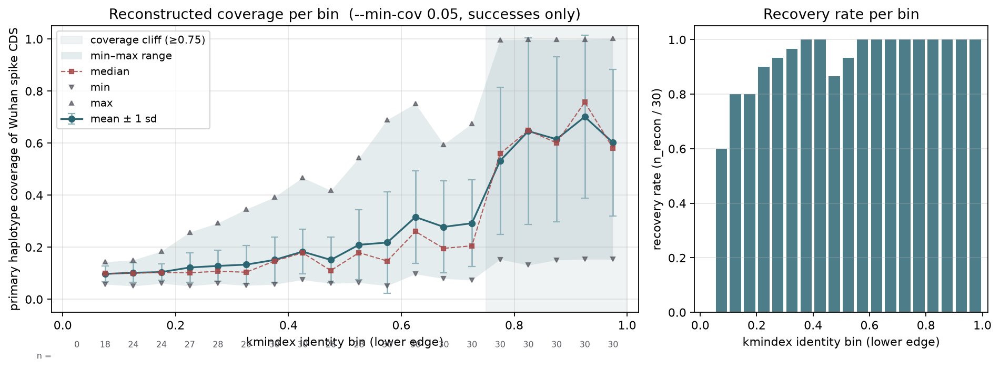 Reconstructed coverage per bin  (--min-cov 0.05, successes only)
primary haplotype coverage of Wuhan spike CDS
1.0
0.8
0.6
0.4
0.2
0.0
coverage cliff (≥0.75)
min–max range
median
min
max
mean ± 1 sd
0.0 0.2 0.4 0.6 0.8 1.0
kmindex identity bin (lower edge)
0 18 24 24 27 28 29 30 30 26 28 30 30 30 30 30 30 30 30 30
n =
Recovery rate per bin
recovery rate (n_recon / 30)
1.0
0.8
0.6
0.4
0.2
0.0
0.0 0.2 0.4 0.6 0.8 1.0
kmindex identity bin (lower edge)